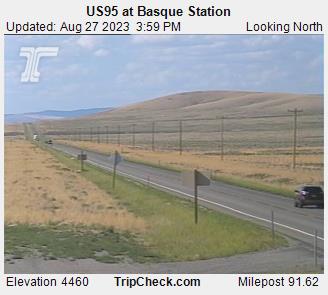 US95 at Basque Station
Updated: Aug 27 2023 3:59 PM Looking North
Elevation 4460 TripCheck.com Milepost 91.62